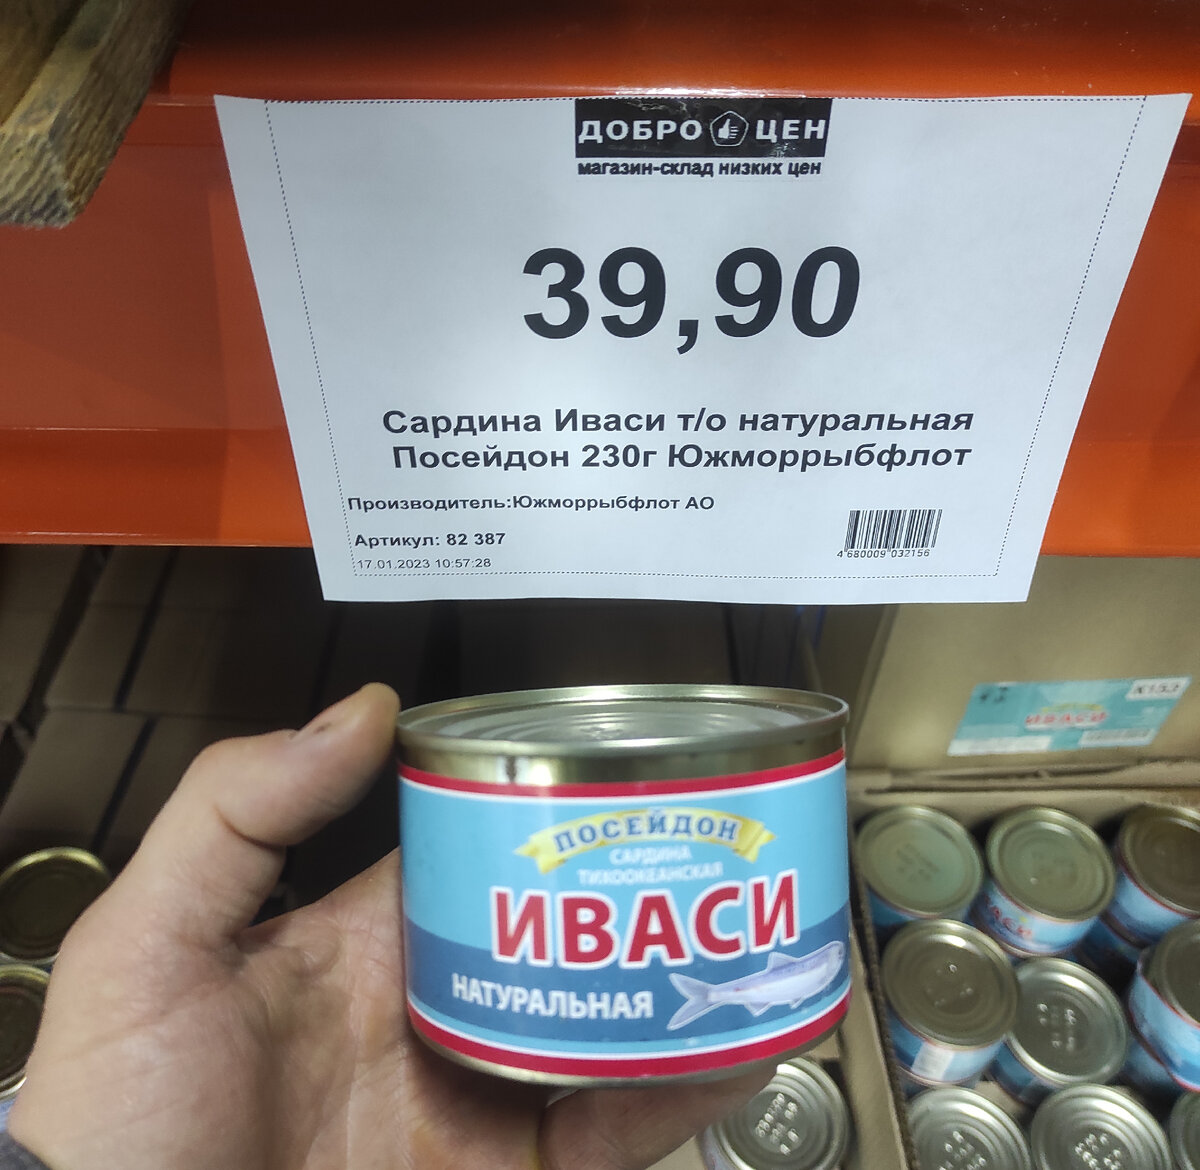 ДОБРО ЦЕН
магазин-склад низких цен
39,90
Сардина Иваси т/о натуральная
Посейдон 230г Южморрыбфлот
Производитель:Южморрыбфлот АО
Артикул: 82 387
17.01.2023 10:57:28
4 680009 032156
ПОСЕЙДОН
САРДИНА
ТИХООКЕАНСКАЯ
ИВАСИ
НАТУРАЛЬНАЯ
ИВАСИ